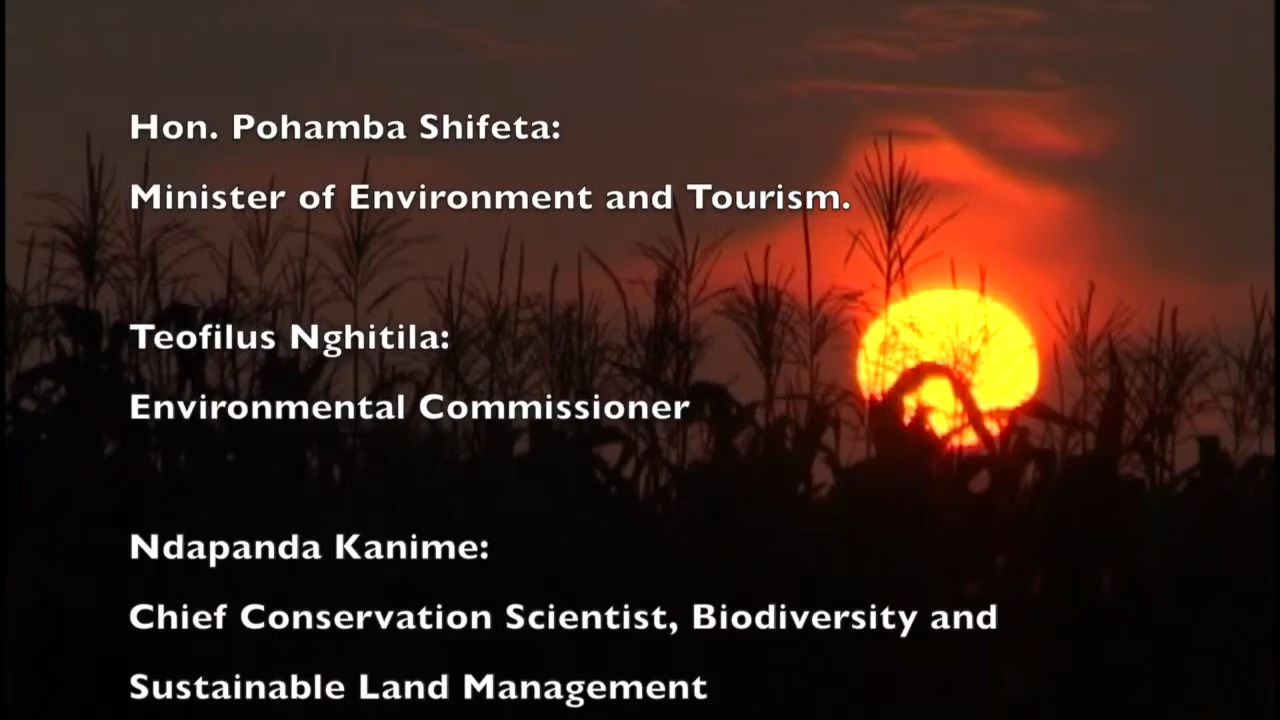 Hon. Pohamba Shifeta:
Minister of Environment and Tourism.
Teofilus Nghitila:
Environmental Commissioner
Ndapanda Kanime:
Chief Conservation Scientist, Biodiversity and
Sustainable Land Management